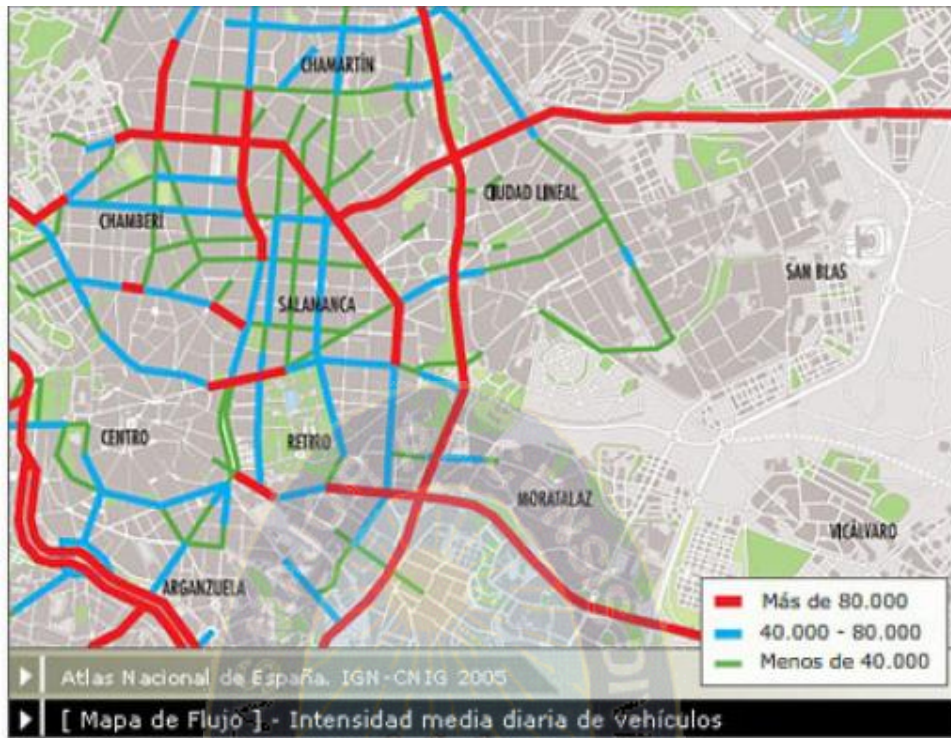 CHAMARTÍN
CIUDAD LINEAL
CHAMBERÍ
SAN BLAS
SALAMANCA
CENTRO
RETIRO
MORATALAZ
VICÁLVARO
ARGANZUELA
Más de 80.000
40.000 - 80.000
Menos de 40.000
Atlas Nacional de España. IGN-CNIG 2005
[ Mapa de Flujo ].- Intensidad media diaria de vehículos